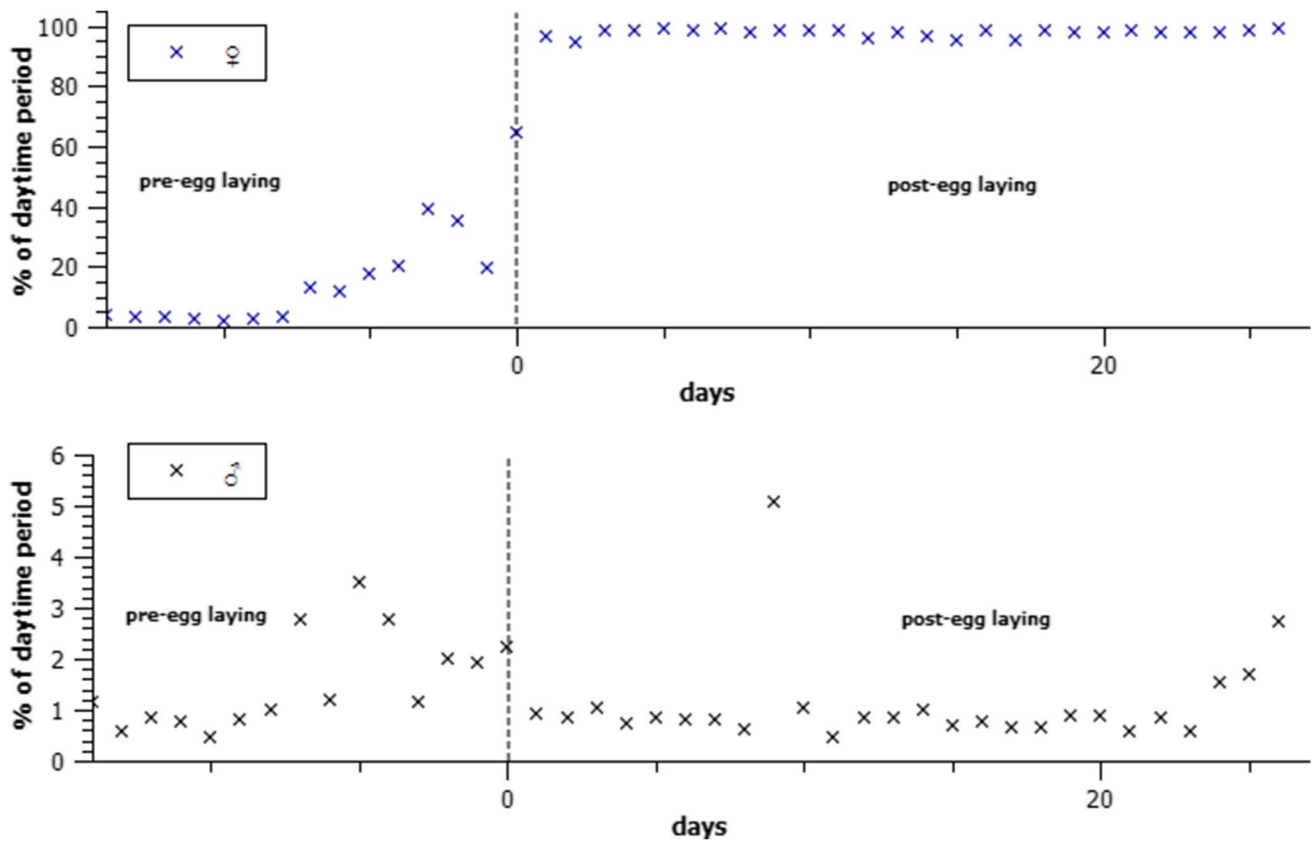 100
♀
80
% of daytime period
60
pre-egg laying
post-egg laying
40
20
0
0
20
days
6
♂
5
% of daytime period
4
3
pre-egg laying
post-egg laying
2
1
0
0
20
days